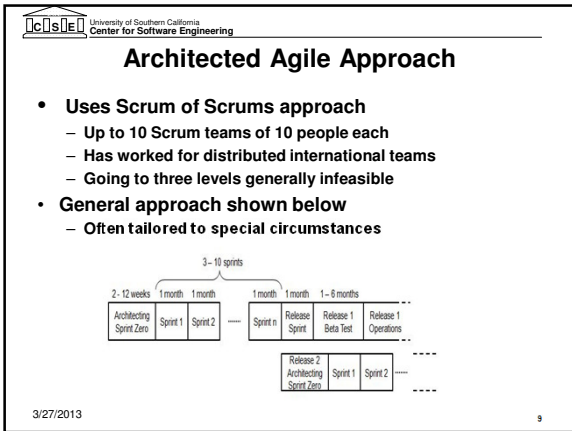 C S E
University of Southern California
Center for Software Engineering
Architected Agile Approach
• Uses Scrum of Scrums approach
– Up to 10 Scrum teams of 10 people each
– Has worked for distributed international teams
– Going to three levels generally infeasible
• General approach shown below
– Often tailored to special circumstances
3 – 10 sprints
2 - 12 weeks 1 month 1 month 1 month 1 month 1 – 6 months
Architecting Sprint Zero Sprint 1 Sprint 2 ...... Sprint n Release Sprint Release 1 Beta Test Release 1 Operations
Release 2 Architecting Sprint Zero Sprint 1 Sprint 2 ......
3/27/2013
9